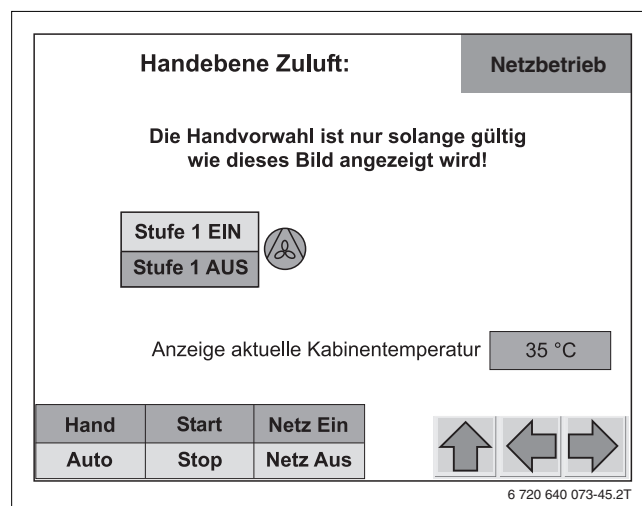 Handebene Zuluft:
Netzbetrieb
Die Handvorwahl ist nur solange gültig
wie dieses Bild angezeigt wird!
Stufe 1 EIN
Stufe 1 AUS
Anzeige aktuelle Kabinentemperatur 35 °C
Hand Start Netz Ein
Auto Stop Netz Aus
6 720 640 073-45.2T